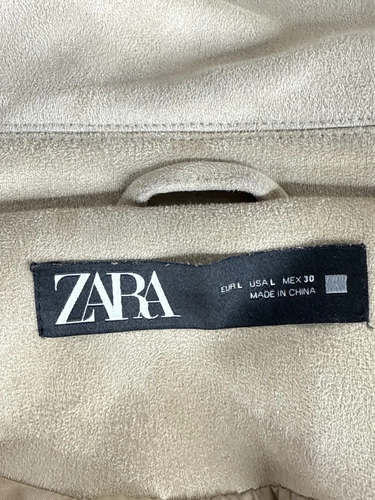 ZARA
EUR L USA L MEX 30
MADE IN CHINA